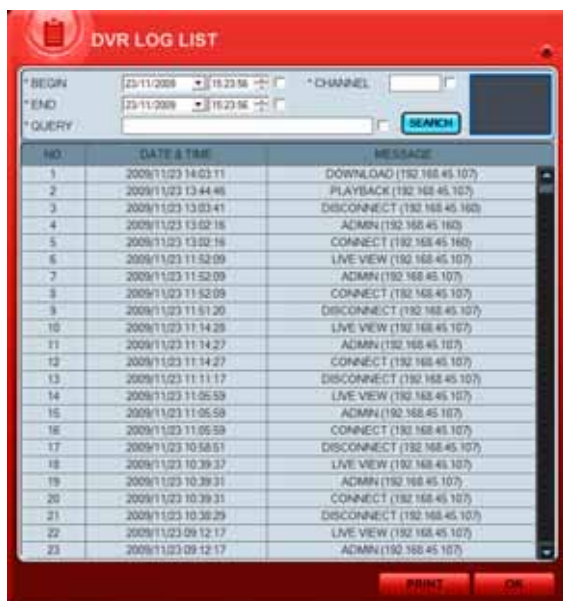 DVR LOG LIST
* BEGIN 23/11/2009 15:23:56 * CHANNEL
* END 23/11/2009 15:23:56
* QUERY SEARCH
NO DATE & TIME MESSAGE
1 2009/11/23 14:03:11 DOWNLOAD (192.168.45.107)
2 2009/11/23 13:44:46 PLAYBACK (192.168.45.107)
3 2009/11/23 13:03:41 DISCONNECT (192.168.45.160)
4 2009/11/23 13:02:16 ADMIN (192.168.45.160)
5 2009/11/23 13:02:16 CONNECT (192.168.45.160)
6 2009/11/23 11:52:09 LIVE VIEW (192.168.45.107)
7 2009/11/23 11:52:09 ADMIN (192.168.45.107)
8 2009/11/23 11:52:09 CONNECT (192.168.45.107)
9 2009/11/23 11:51:20 DISCONNECT (192.168.45.107)
10 2009/11/23 11:14:28 LIVE VIEW (192.168.45.107)
11 2009/11/23 11:14:27 ADMIN (192.168.45.107)
12 2009/11/23 11:14:27 CONNECT (192.168.45.107)
13 2009/11/23 11:11:17 DISCONNECT (192.168.45.107)
14 2009/11/23 11:05:59 LIVE VIEW (192.168.45.107)
15 2009/11/23 11:05:59 ADMIN (192.168.45.107)
16 2009/11/23 11:05:59 CONNECT (192.168.45.107)
17 2009/11/23 10:58:51 DISCONNECT (192.168.45.107)
18 2009/11/23 10:39:37 LIVE VIEW (192.168.45.107)
19 2009/11/23 10:39:31 ADMIN (192.168.45.107)
20 2009/11/23 10:39:31 CONNECT (192.168.45.107)
21 2009/11/23 10:38:29 DISCONNECT (192.168.45.107)
22 2009/11/23 09:12:17 LIVE VIEW (192.168.45.107)
23 2009/11/23 09:12:17 ADMIN (192.168.45.107)
PRINT OK